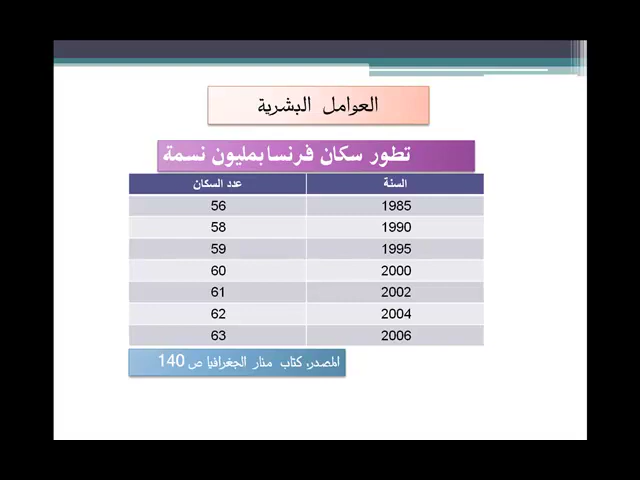 العوامل البشرية
تطور سكان فرنسا بمليون نسمة
السنة عدد السكان
1985 56
1990 58
1995 59
2000 60
2002 61
2004 62
2006 63
المصدر، كتاب منار الجغرافيا ص 140